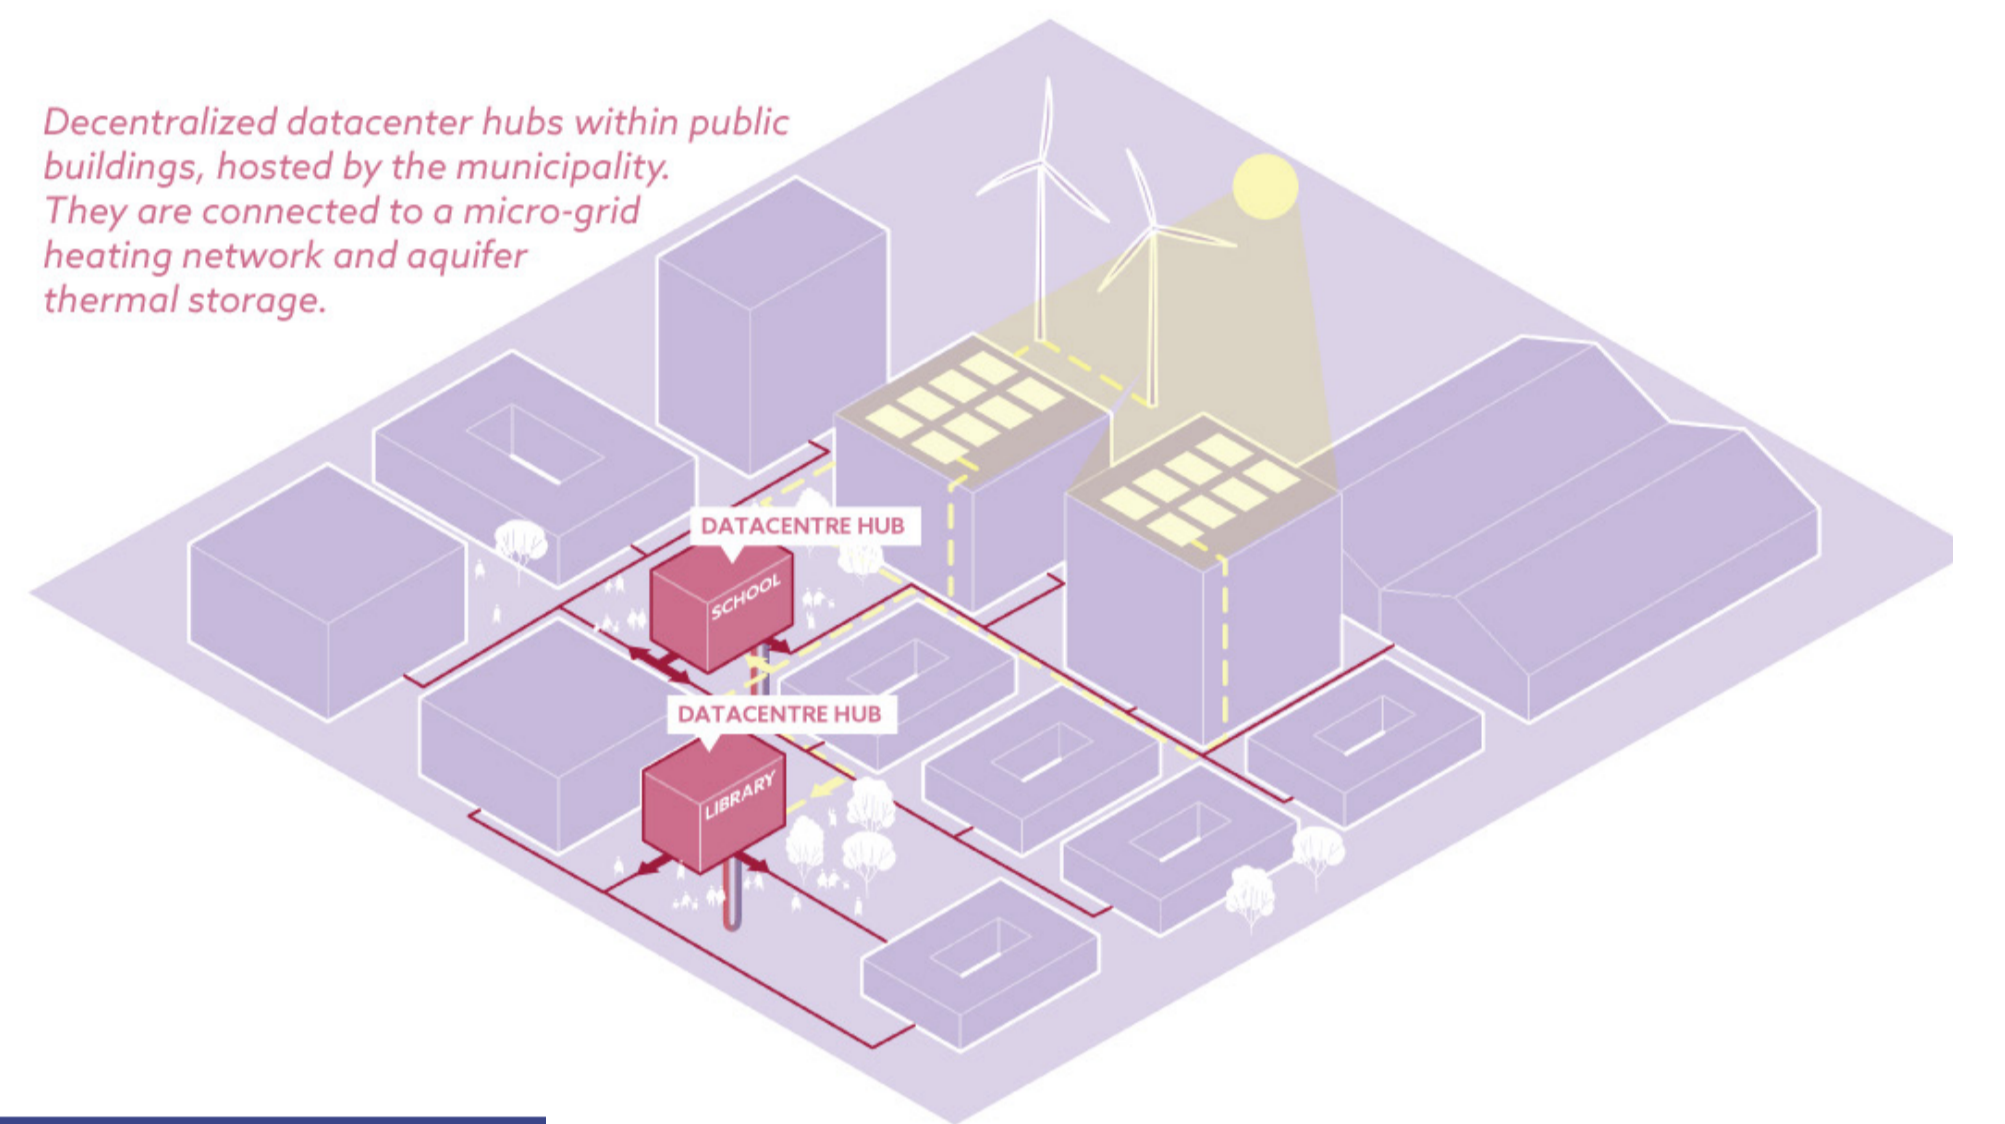 Decentralized datacenter hubs within public
buildings, hosted by the municipality.
They are connected to a micro-grid
heating network and aquifer
thermal storage.
DATACENTRE HUB
SCHOOL
DATACENTRE HUB
LIBRARY